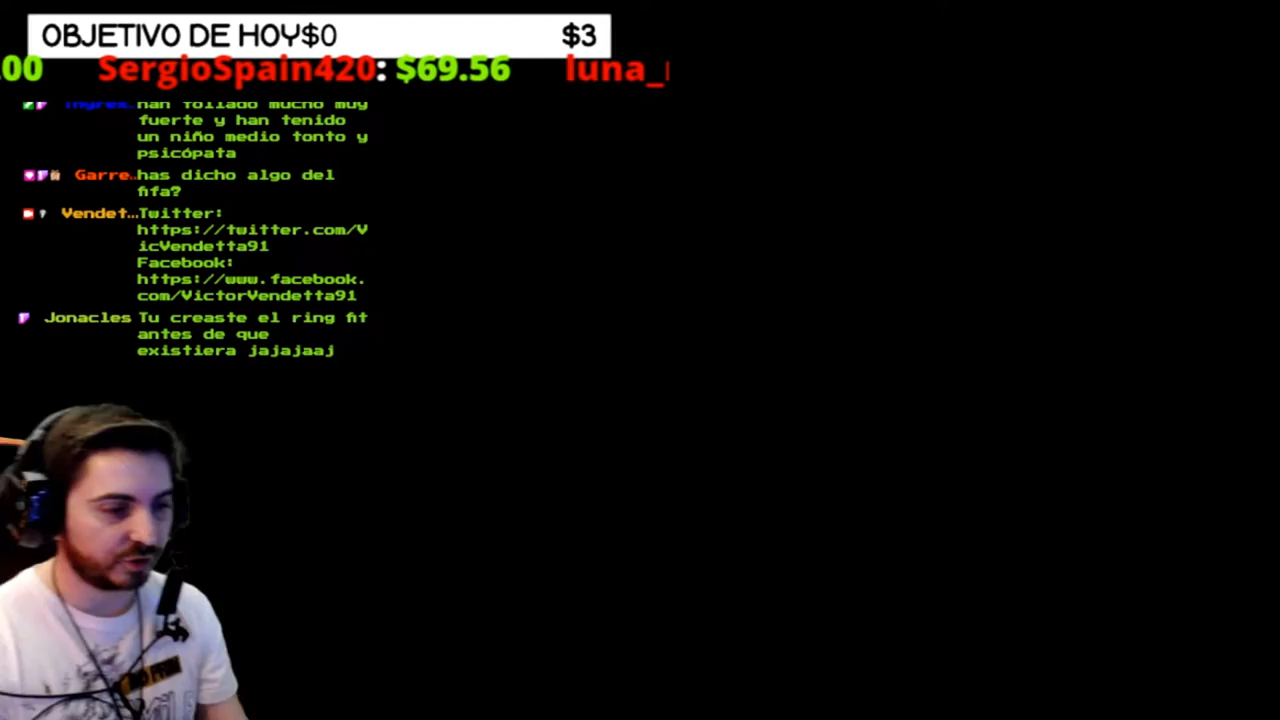 OBJETIVO DE HOY$0 $3
.00 SergioSpain420: $69.56 luna_
han follado mucho muy
fuerte y han tenido
un niño medio tonto y
psicópata
Garre.. has dicho algo del
fifa?
Vendet... Twitter:
https://twitter.com/V
icVendetta91
Facebook:
https://www.facebook.
com/VictorVendetta91
Jonacles Tu creaste el ring fit
antes de que
existiera jajajaaj